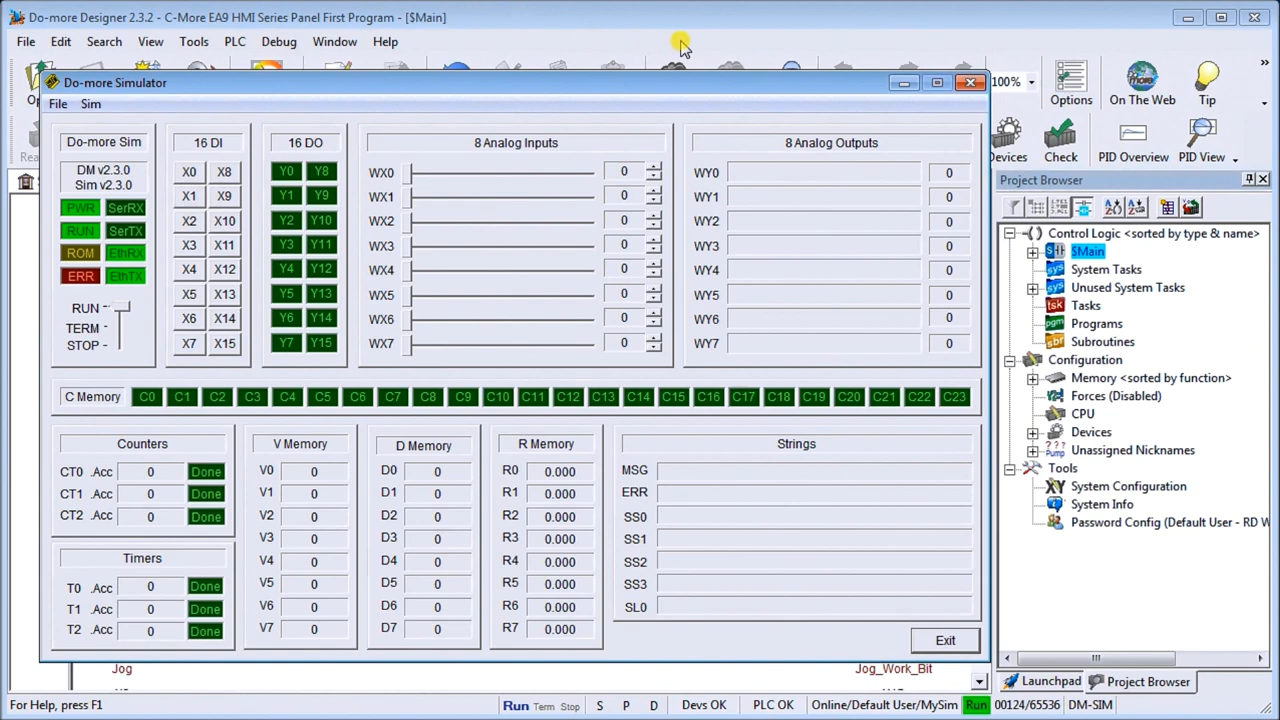 Do-more Designer 2.3.2 - C-More EA9 HMI Series Panel First Program - [$Main]
File Edit Search View Tools PLC Debug Window Help
Do-more Simulator
100%
Options On The Web Tip
File Sim
Devices Check PID Overview PID View
Do-more Sim 16 DI 16 DO 8 Analog Inputs 8 Analog Outputs
DM v2.3.0
Sim v2.3.0
X0 X8 Y0 Y8 WX0 0 WY0 0
PWR SerRX X1 X9 Y1 Y9 WX1 0 WY1 0
RUN SerTX X2 X10 Y2 Y10 WX2 0 WY2 0
ROM EthRX X3 X11 Y3 Y11 WX3 0 WY3 0
ERR EthTX X4 X12 Y4 Y12 WX4 0 WY4 0
X5 X13 Y5 Y13 WX5 0 WY5 0
RUN
TERM X6 X14 Y6 Y14 WX6 0 WY6 0
STOP X7 X15 Y7 Y15 WX7 0 WY7 0
C Memory C0 C1 C2 C3 C4 C5 C6 C7 C8 C9 C10 C11 C12 C13 C14 C15 C16 C17 C18 C19 C20 C21 C22 C23
Counters V Memory D Memory R Memory Strings
CT0 .Acc 0 Done V0 0 D0 0 R0 0.000 MSG
CT1 .Acc 0 Done V1 0 D1 0 R1 0.000 ERR
CT2 .Acc 0 Done V2 0 D2 0 R2 0.000 SS0
V3 0 D3 0 R3 0.000 SS1
Timers V4 0 D4 0 R4 0.000 SS2
T0 .Acc 0 Done V5 0 D5 0 R5 0.000 SS3
T1 .Acc 0 Done V6 0 D6 0 R6 0.000 SL0
T2 .Acc 0 Done V7 0 D7 0 R7 0.000
Exit
Project Browser
Control Logic <sorted by type & name>
$Main
System Tasks
Unused System Tasks
Tasks
Programs
Subroutines
Configuration
Memory <sorted by function>
Forces (Disabled)
CPU
Devices
Unassigned Nicknames
Tools
System Configuration
System Info
Password Config (Default User - RD W
Jog Jog_Work_Bit
Launchpad Project Browser
For Help, press F1 Run Term Stop S P D Devs OK PLC OK Online/Default User/MySim Run 00124/65536 DM-SIM